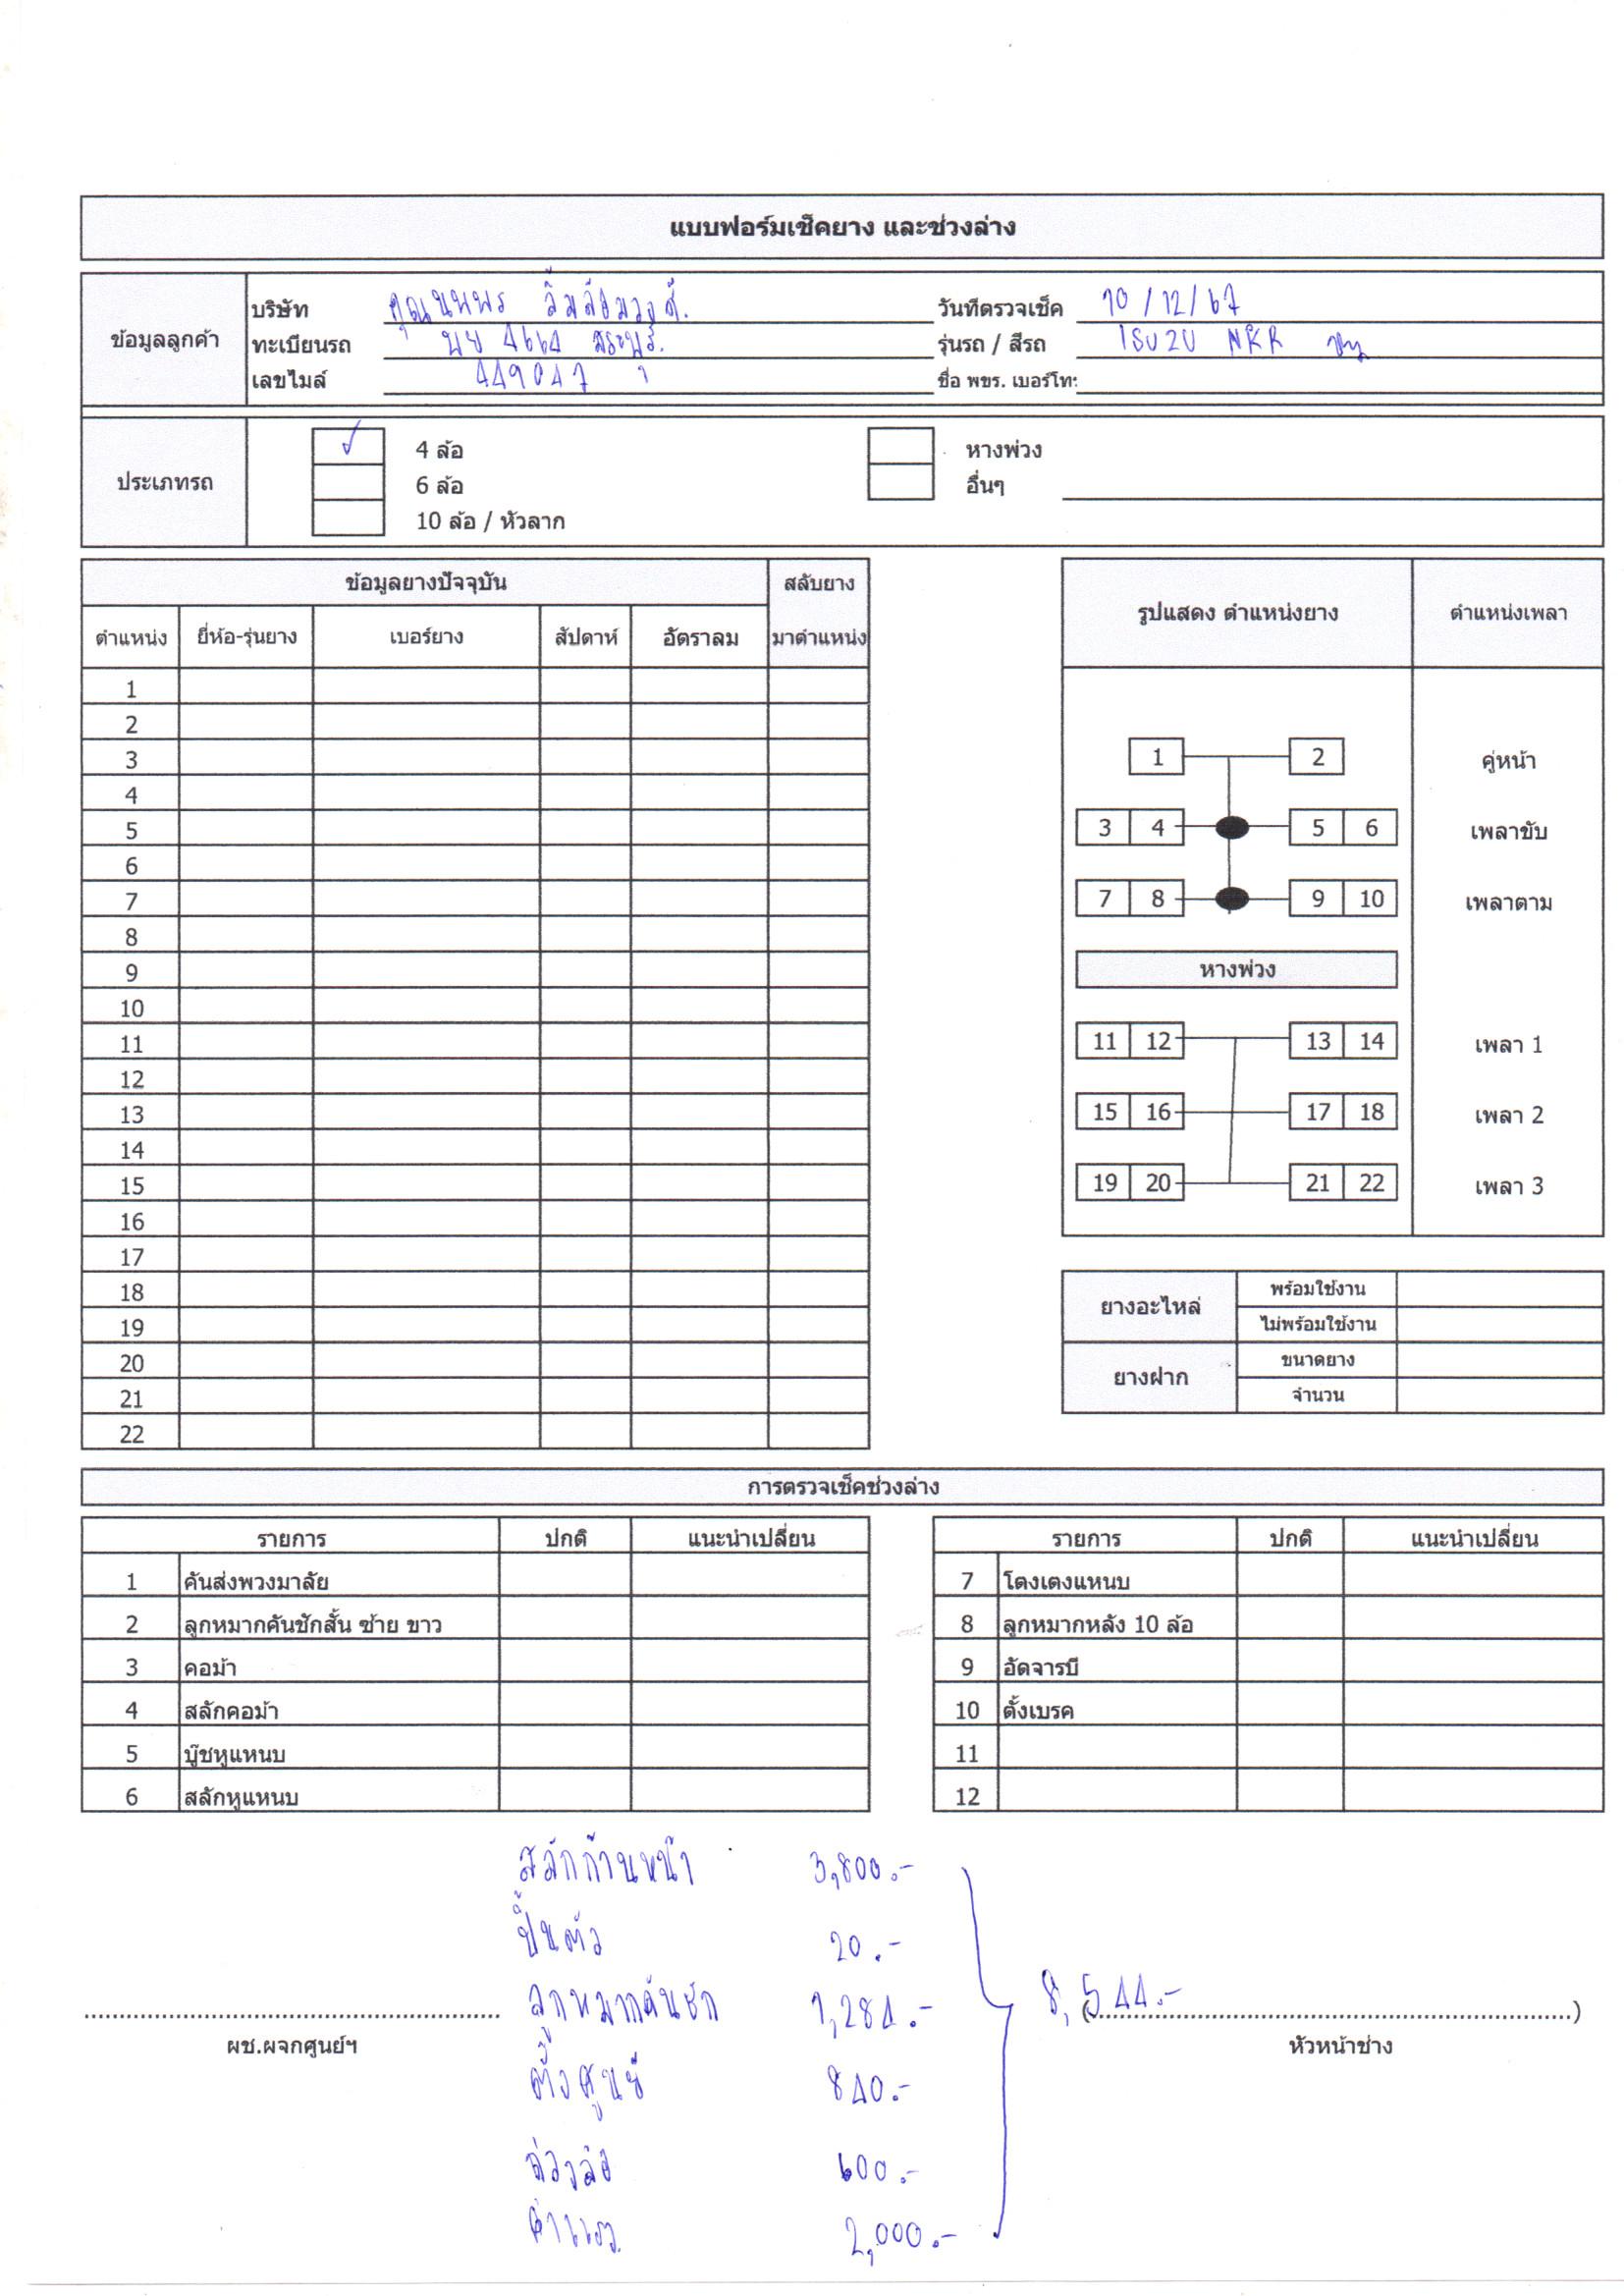 แบบฟอร์มเช็คยาง และช่วงล่าง
ข้อมูลลูกค้า
บริษัท คุณนพพร ลิ้มล้อมวงศ์. วันที่ตรวจเช็ค 10/12/67
ทะเบียนรถ 4664 สระบุรี. รุ่นรถ / สีรถ ISUZU NKR
เลขไมล์ 449047 ชื่อ พขร. เบอร์โทร
ประเภทรถ
✓ 4 ล้อ หางพ่วง
6 ล้อ อื่นๆ
10 ล้อ / หัวลาก
ข้อมูลยางปัจจุบัน สลับยาง
ตำแหน่ง ยี่ห้อ-รุ่นยาง เบอร์ยาง สัปดาห์ อัตราลม มาตำแหน่ง
1
2
3
4
5
6
7
8
9
10
11
12
13
14
15
16
17
18
19
20
21
22
รูปแสดง ตำแหน่งยาง ตำแหน่งเพลา
1 2 คู่หน้า
3 4 5 6 เพลาขับ
7 8 9 10 เพลาตาม
หางพ่วง
11 12 13 14 เพลา 1
15 16 17 18 เพลา 2
19 20 21 22 เพลา 3
ยางอะไหล่ พร้อมใช้งาน
ไม่พร้อมใช้งาน
ยางฝาก ขนาดยาง
จำนวน
การตรวจเช็คช่วงล่าง
รายการ ปกติ แนะนำเปลี่ยน
1 คันส่งพวงมาลัย
2 ลูกหมากคันชักสั้น ซ้าย ขาว
3 คอม้า
4 สลักคอม้า
5 บู๊ชหูแหนบ
6 สลักหูแหนบ
รายการ ปกติ แนะนำเปลี่ยน
7 โตงเตงแหนบ
8 ลูกหมากหลัง 10 ล้อ
9 อัดจารบี
10 ตั้งเบรค
11
12
สลักก้านหน้า 3,800.-
ปิ้นตัว 20.-
ลูกหมากคันชัก 1,284.-
ตั้งศูนย์ 840.-
ถ่วงล้อ 600.-
ค่าแรง 2,000.-
8,544.-
ผช.ผจกศูนย์ฯ
(....................)
หัวหน้าช่าง